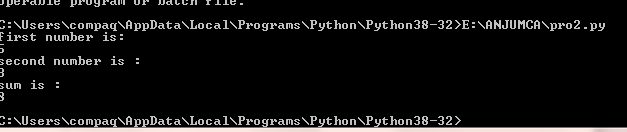 operable program or batch file.
C:\Users\compaq\AppData\Local\Programs\Python\Python38-32>E:\ANJUMCA\pro2.py
first number is:
5
second number is :
3
sum is :
8
C:\Users\compaq\AppData\Local\Programs\Python\Python38-32>